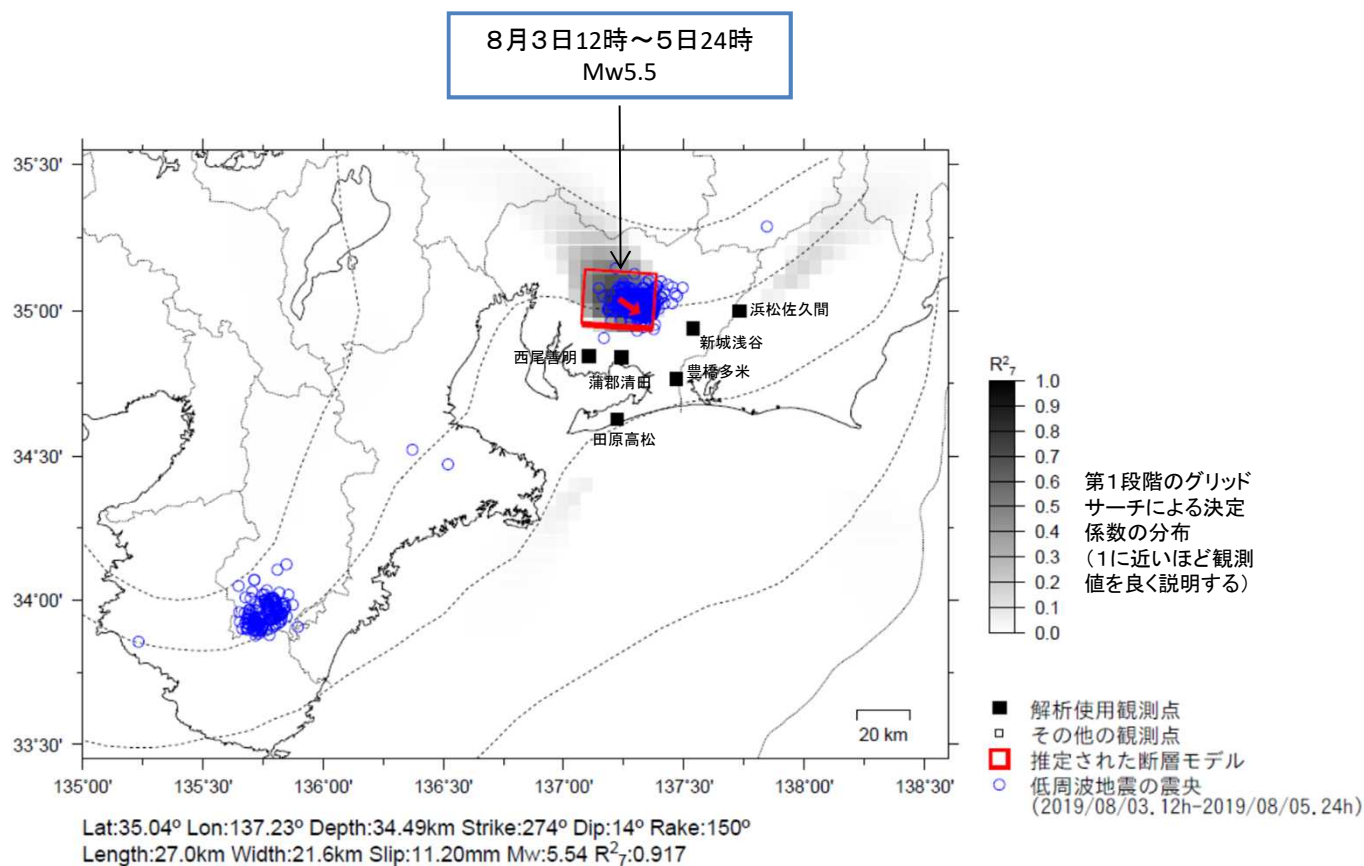 8月3日12時~5日24時
Mw5.5
35°30'
35°00'
34°30'
34°00'
33°30'
135°00'
135°30'
136°00'
136°30'
137°00'
137°30'
138°00'
138°30'
浜松佐久間
新城浅谷
西尾善明
蒲郡清田
豊橋多米
田原高松
20 km
R²₇
1.0
0.9
0.8
0.7
0.6
0.5
0.4
0.3
0.2
0.1
0.0
第1段階のグリッド
サーチによる決定
係数の分布
(1に近いほど観測
値を良く説明する)
解析使用観測点
その他の観測点
推定された断層モデル
低周波地震の震央
(2019/08/03.12h-2019/08/05.24h)
Lat:35.04° Lon:137.23° Depth:34.49km Strike:274° Dip:14° Rake:150°
Length:27.0km Width:21.6km Slip:11.20mm Mw:5.54 R²₇:0.917